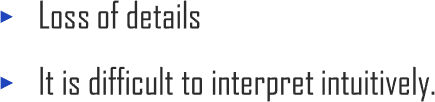 ► Loss of details
► It is difficult to interpret intuitively.